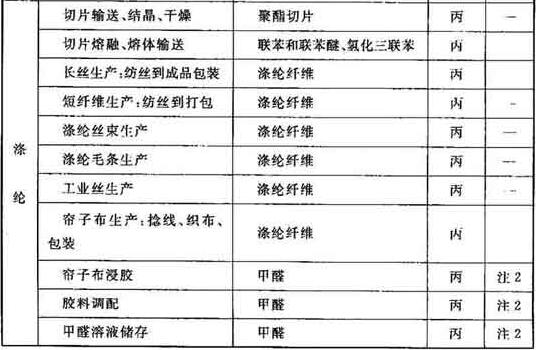 切片输送、结晶、干燥 聚酯切片 丙 —
切片熔融、熔体输送 联苯和联苯醚、氢化三联苯 丙
长丝生产:纺丝到成品包装 涤纶纤维 丙
短纤维生产:纺丝到打包 涤纶纤维 丙 -
涤纶丝束生产 涤纶纤维 丙 —
涤纶毛条生产 涤纶纤维 丙 —
工业丝生产 涤纶纤维 丙 —
帘子布生产:捻线、织布、
包装 涤纶纤维 丙
帘子布浸胶 甲醛 丙 注 2
胶料调配 甲醛 丙 注 2
甲醛溶液储存 甲醛 丙 注 2
涤
纶